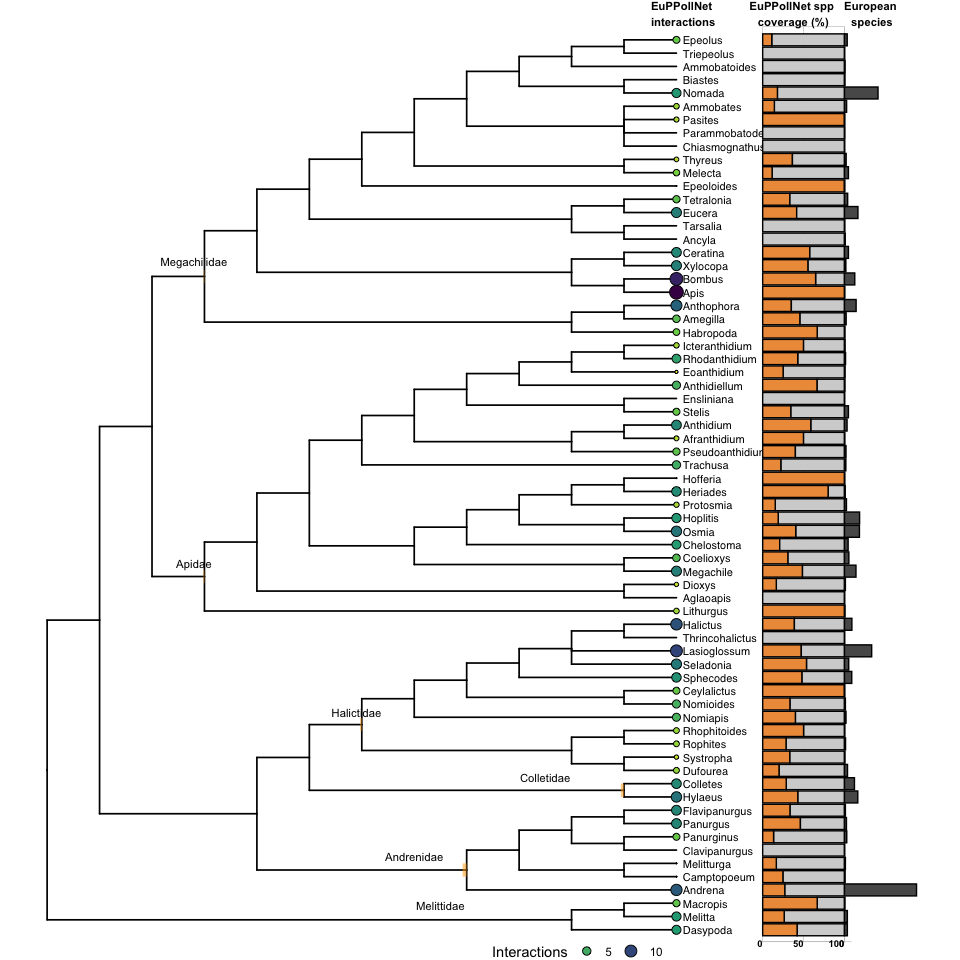 EuPPollNet EuPPollNet spp European
interactions coverage (%) species
Epeolus
Triepeolus
Ammobatoides
Biastes
Nomada
Ammobates
Pasites
Parammobatode
Chiasmognathus
Thyreus
Melecta
Epeoloides
Tetralonia
Eucera
Tarsalia
Ancyla
Ceratina
Megachilidae
Xylocopa
Bombus
Apis
Anthophora
Amegilla
Habropoda
Icteranthidium
Rhodanthidium
Eoanthidium
Anthidiellum
Ensliniana
Stelis
Anthidium
Afranthidium
Pseudoanthidium
Trachusa
Hofferia
Heriades
Protosmia
Hoplitis
Osmia
Chelostoma
Coelioxys
Apidae
Megachile
Dioxys
Aglaoapis
Lithurgus
Halictus
Thrincohalictus
Lasioglossum
Seladonia
Sphecodes
Ceylalictus
Nomioides
Halictidae
Nomiapis
Rhophitoides
Rophites
Systropha
Dufourea
Colletidae
Colletes
Hylaeus
Flavipanurgus
Panurgus
Panurginus
Clavipanurgus
Andrenidae
Melitturga
Camptopoeum
Andrena
Macropis
Melittidae
Melitta
Dasypoda
0 50 100
Interactions 5 10